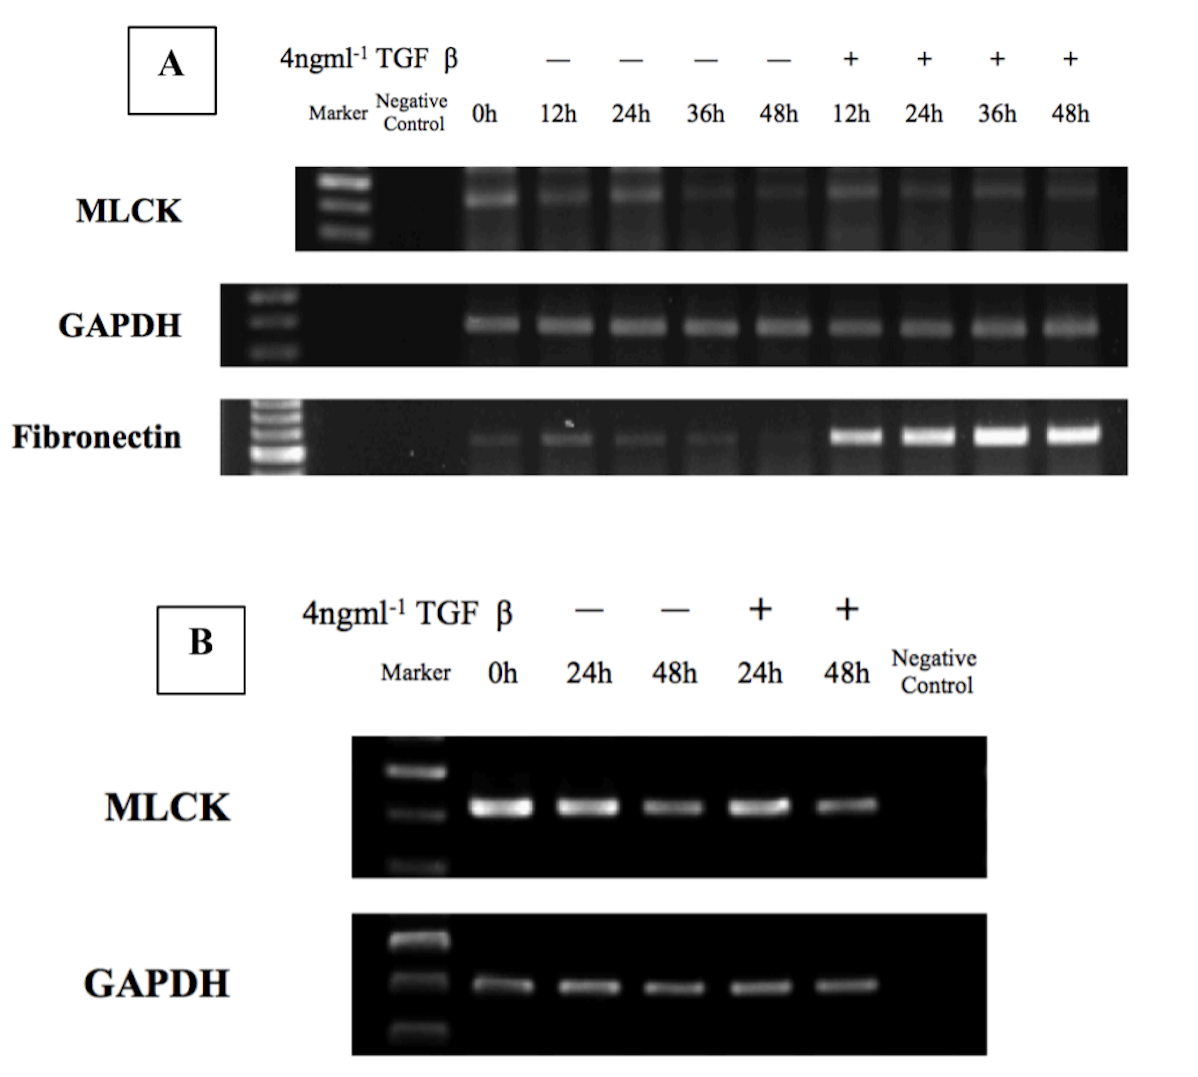 A
4ngml-1 TGF β — — — — + + + +
Marker Negative Control 0h 12h 24h 36h 48h 12h 24h 36h 48h
MLCK
GAPDH
Fibronectin
B
4ngml-1 TGF β — — + +
Marker 0h 24h 48h 24h 48h Negative Control
MLCK
GAPDH